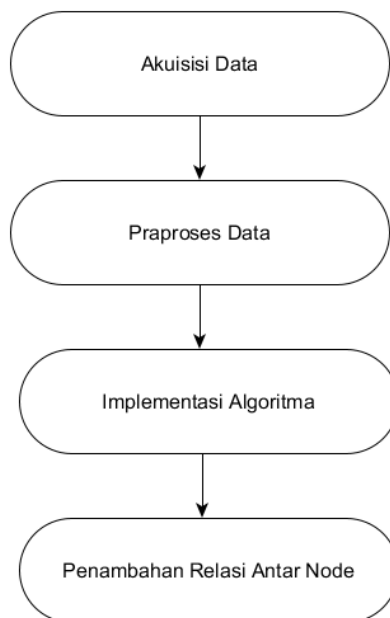 Akuisisi Data
Praproses Data
Implementasi Algoritma
Penambahan Relasi Antar Node